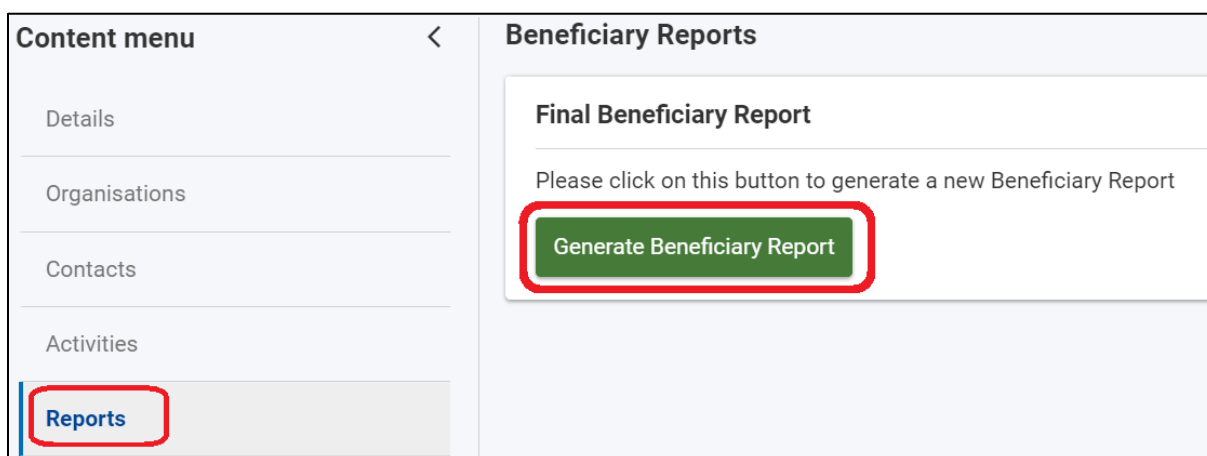 Content menu
Details
Organisations
Contacts
Activities
Reports
Beneficiary Reports
Final Beneficiary Report
Please click on this button to generate a new Beneficiary Report
Generate Beneficiary Report